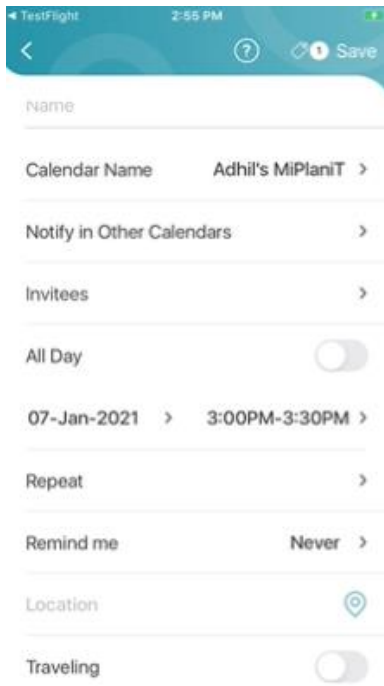 TestFlight 2:55 PM
? 1 Save
Name
Calendar Name Adhil's MiPlaniT
Notify in Other Calendars
Invitees
All Day
07-Jan-2021 3:00PM-3:30PM
Repeat
Remind me Never
Location
Traveling